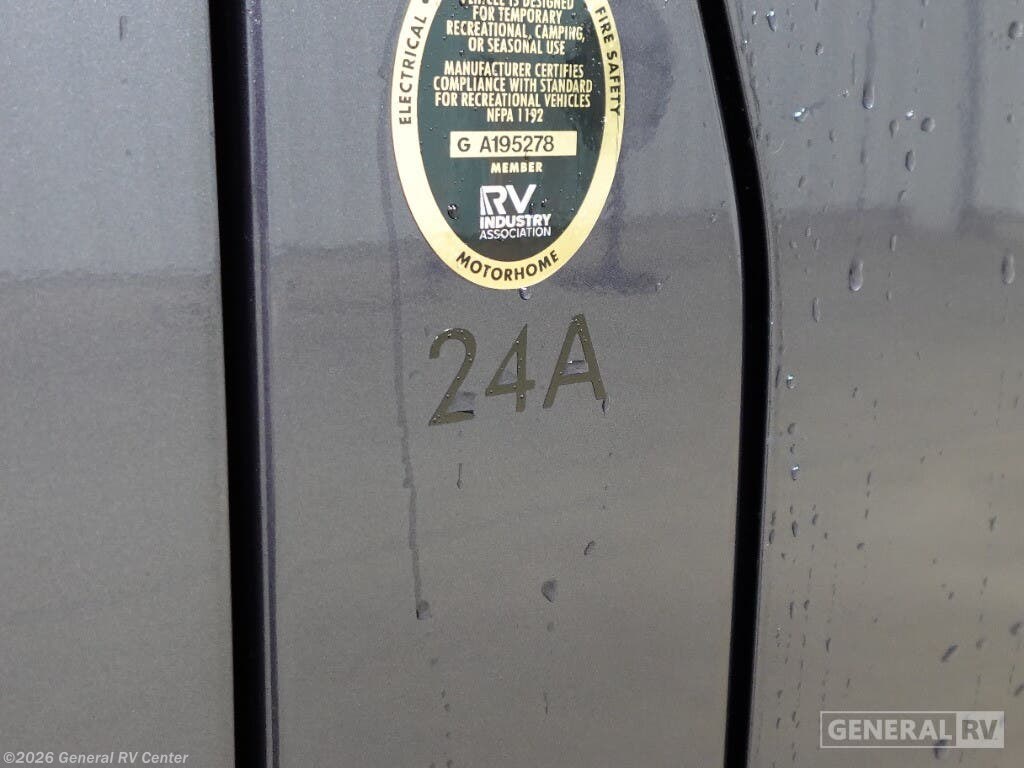 ELECTRICAL
FIRE SAFETY
VEHICLE IS DESIGNED
FOR TEMPORARY
RECREATIONAL, CAMPING,
OR SEASONAL USE
MANUFACTURER CERTIFIES
COMPLIANCE WITH STANDARD
FOR RECREATIONAL VEHICLES
NFPA 1192
G A195278
MEMBER
RV
INDUSTRY
ASSOCIATION
MOTORHOME
24A
GENERAL RV
©2026 General RV Center